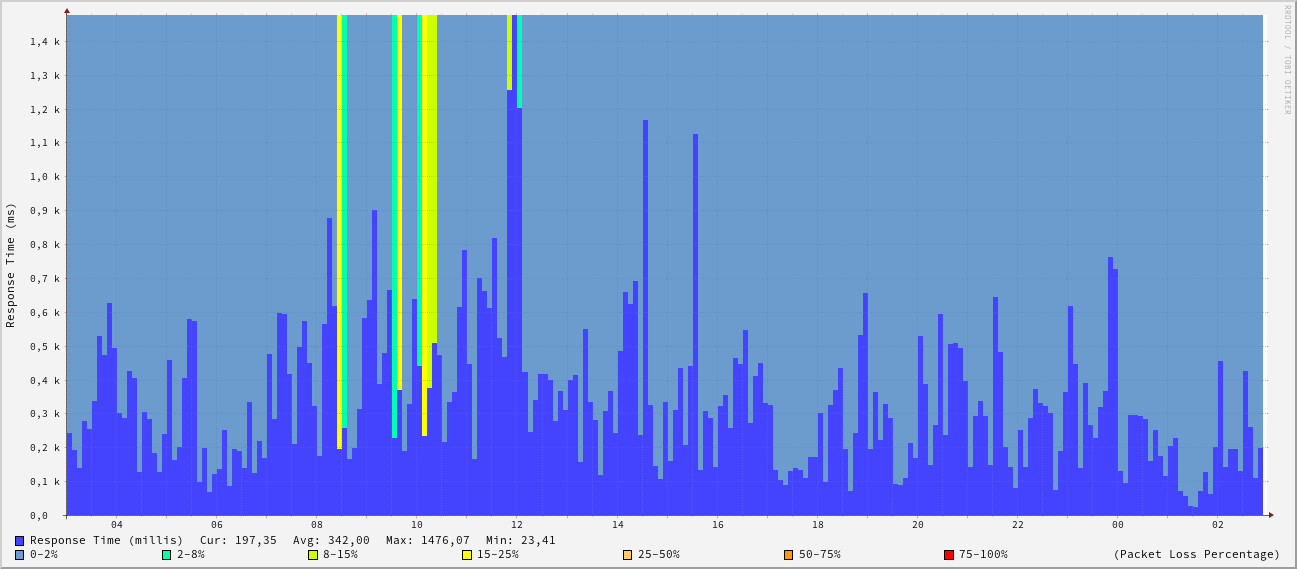 RRDTOOL / TOBI OETIKER
Response Time (ms)
1,4 k
1,3 k
1,2 k
1,1 k
1,0 k
0,9 k
0,8 k
0,7 k
0,6 k
0,5 k
0,4 k
0,3 k
0,2 k
0,1 k
0,0
04 06 08 10 12 14 16 18 20 22 00 02
Response Time (millis) Cur: 197,35 Avg: 342,00 Max: 1476,07 Min: 23,41
0-2% 2-8% 8-15% 15-25% 25-50% 50-75% 75-100% (Packet Loss Percentage)